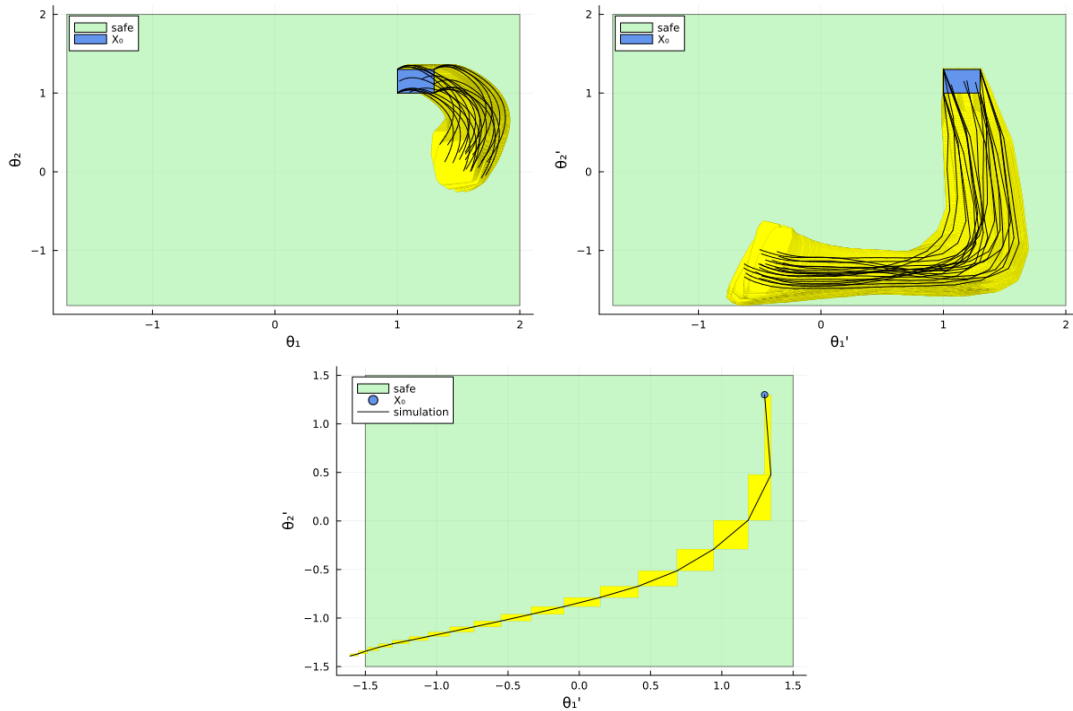 2
1
0
−1
θ₂
−1
0
1
2
θ₁
safe
X₀
2
1
0
−1
θ₂'
−1
0
1
2
θ₁'
safe
X₀
1.5
1.0
0.5
0.0
−0.5
−1.0
−1.5
θ₂'
−1.5
−1.0
−0.5
0.0
0.5
1.0
1.5
θ₁'
safe
X₀
simulation